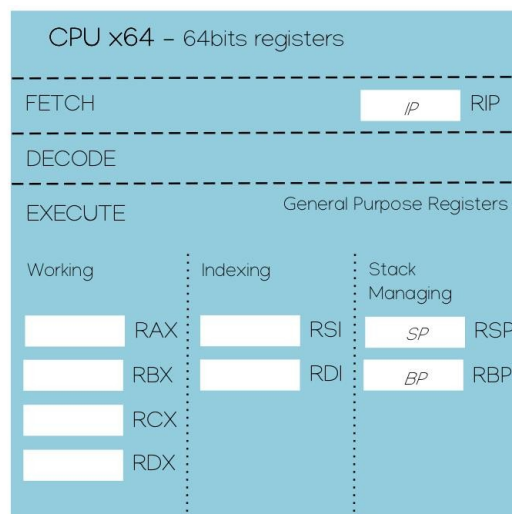 CPU x64 – 64bits registers
FETCH IP RIP
DECODE
EXECUTE General Purpose Registers
Working Indexing Stack
Managing
RAX RSI SP RSP
RBX RDI BP RBP
RCX
RDX